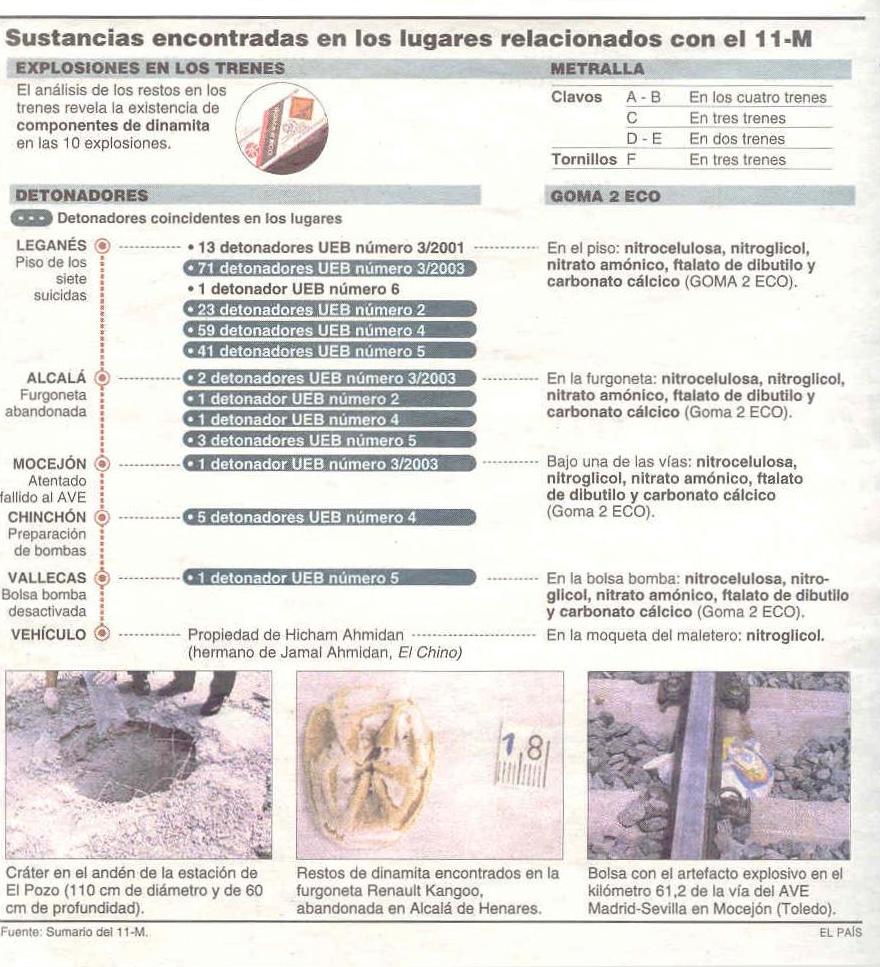 Sustancias encontradas en los lugares relacionados con el 11-M
EXPLOSIONES EN LOS TRENES
El análisis de los restos en los
trenes revela la existencia de
componentes de dinamita
en las 10 explosiones.
METRALLA
Clavos A - B En los cuatro trenes
C En tres trenes
D - E En dos trenes
Tornillos F En tres trenes
DETONADORES
Detonadores coincidentes en los lugares
GOMA 2 ECO
LEGANÉS
Piso de los
siete
suicidas
• 13 detonadores UEB número 3/2001
• 71 detonadores UEB número 3/2003
• 1 detonador UEB número 6
• 23 detonadores UEB número 2
• 59 detonadores UEB número 4
• 41 detonadores UEB número 5
En el piso: nitrocelulosa, nitroglicol,
nitrato amónico, ftalato de dibutilo y
carbonato cálcico (GOMA 2 ECO).
ALCALÁ
Furgoneta
abandonada
• 2 detonadores UEB número 3/2003
• 1 detonador UEB número 2
• 1 detonador UEB número 4
• 3 detonadores UEB número 5
En la furgoneta: nitrocelulosa, nitroglicol,
nitrato amónico, ftalato de dibutilo y
carbonato cálcico (Goma 2 ECO).
MOCEJÓN
Atentado
fallido al AVE
• 1 detonador UEB número 3/2003
Bajo una de las vías: nitrocelulosa,
nitroglicol, nitrato amónico, ftalato
de dibutilo y carbonato cálcico
(Goma 2 ECO).
CHINCHÓN
Preparación
de bombas
• 5 detonadores UEB número 4
VALLECAS
Bolsa bomba
desactivada
• 1 detonador UEB número 5
En la bolsa bomba: nitrocelulosa, nitro-
glicol, nitrato amónico, ftalato de dibutilo
y carbonato cálcico (Goma 2 ECO).
VEHÍCULO
Propiedad de Hicham Ahmidan
(hermano de Jamal Ahmidan, El Chino)
En la moqueta del maletero: nitroglicol.
1,8
Cráter en el andén de la estación de
El Pozo (110 cm de diámetro y de 60
cm de profundidad).
Restos de dinamita encontrados en la
furgoneta Renault Kangoo,
abandonada en Alcalá de Henares.
Bolsa con el artefacto explosivo en el
kilómetro 61,2 de la vía del AVE
Madrid-Sevilla en Mocejón (Toledo).
Fuente: Sumario del 11-M.
EL PAÍS